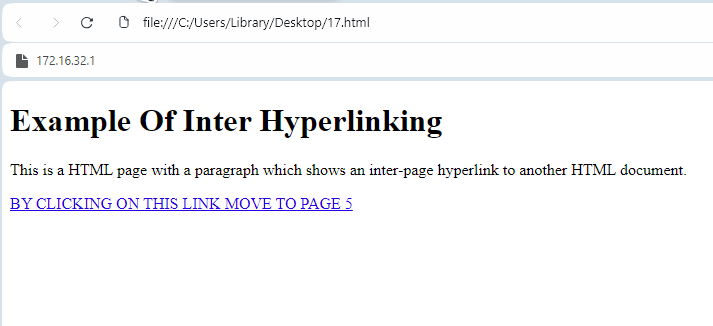 file:///C:/Users/Library/Desktop/17.html
172.16.32.1
Example Of Inter Hyperlinking
This is a HTML page with a paragraph which shows an inter-page hyperlink to another HTML document.
BY CLICKING ON THIS LINK MOVE TO PAGE 5